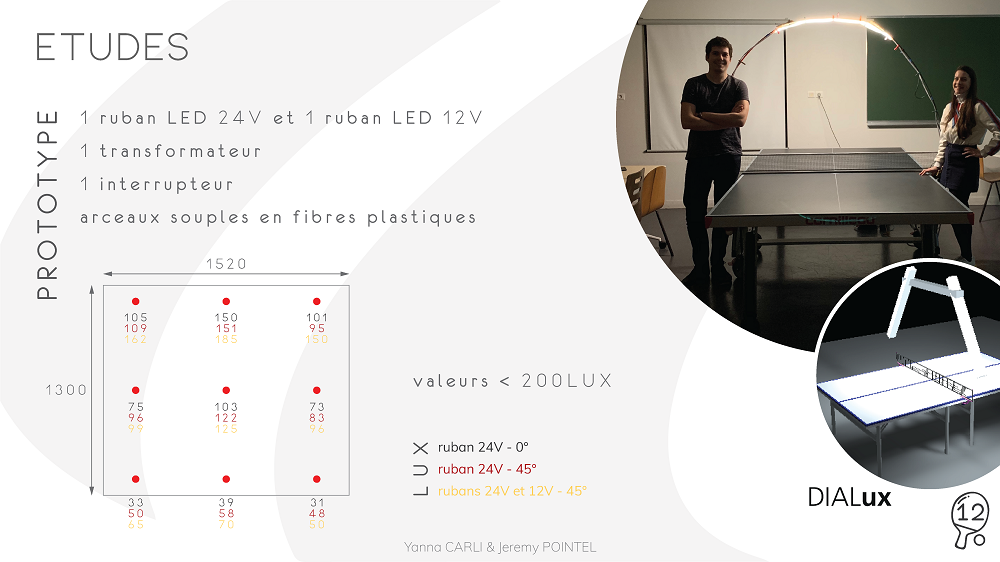 ETUDES
PROTOTYPE
1 ruban LED 24V et 1 ruban LED 12V
1 transformateur
1 interrupteur
arceaux souples en fibres plastiques
1520
1300
105 150 101
109 151 95
162 185 150
75 103 73
96 122 83
99 125 96
33 39 31
50 58 48
65 70 50
valeurs < 200LUX
LUX
ruban 24V - 0°
ruban 24V - 45°
rubans 24V et 12V - 45°
DIALux
12
Yanna CARLI & Jeremy POINTEL